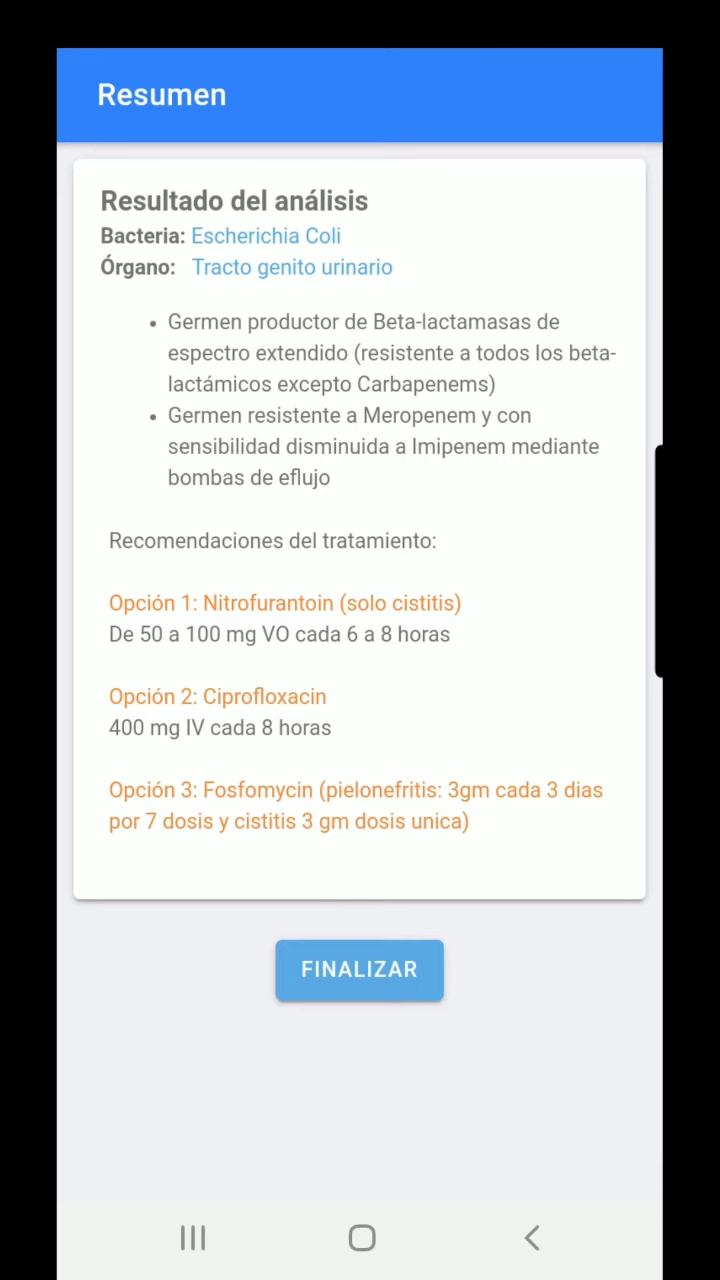 Resumen
Resultado del análisis
Bacteria: Escherichia Coli
Órgano: Tracto genito urinario
• Germen productor de Beta-lactamasas de
espectro extendido (resistente a todos los beta-
lactámicos excepto Carbapenems)
• Germen resistente a Meropenem y con
sensibilidad disminuida a Imipenem mediante
bombas de eflujo
Recomendaciones del tratamiento:
Opción 1: Nitrofurantoin (solo cistitis)
De 50 a 100 mg VO cada 6 a 8 horas
Opción 2: Ciprofloxacin
400 mg IV cada 8 horas
Opción 3: Fosfomycin (pielonefritis: 3gm cada 3 dias
por 7 dosis y cistitis 3 gm dosis unica)
FINALIZAR